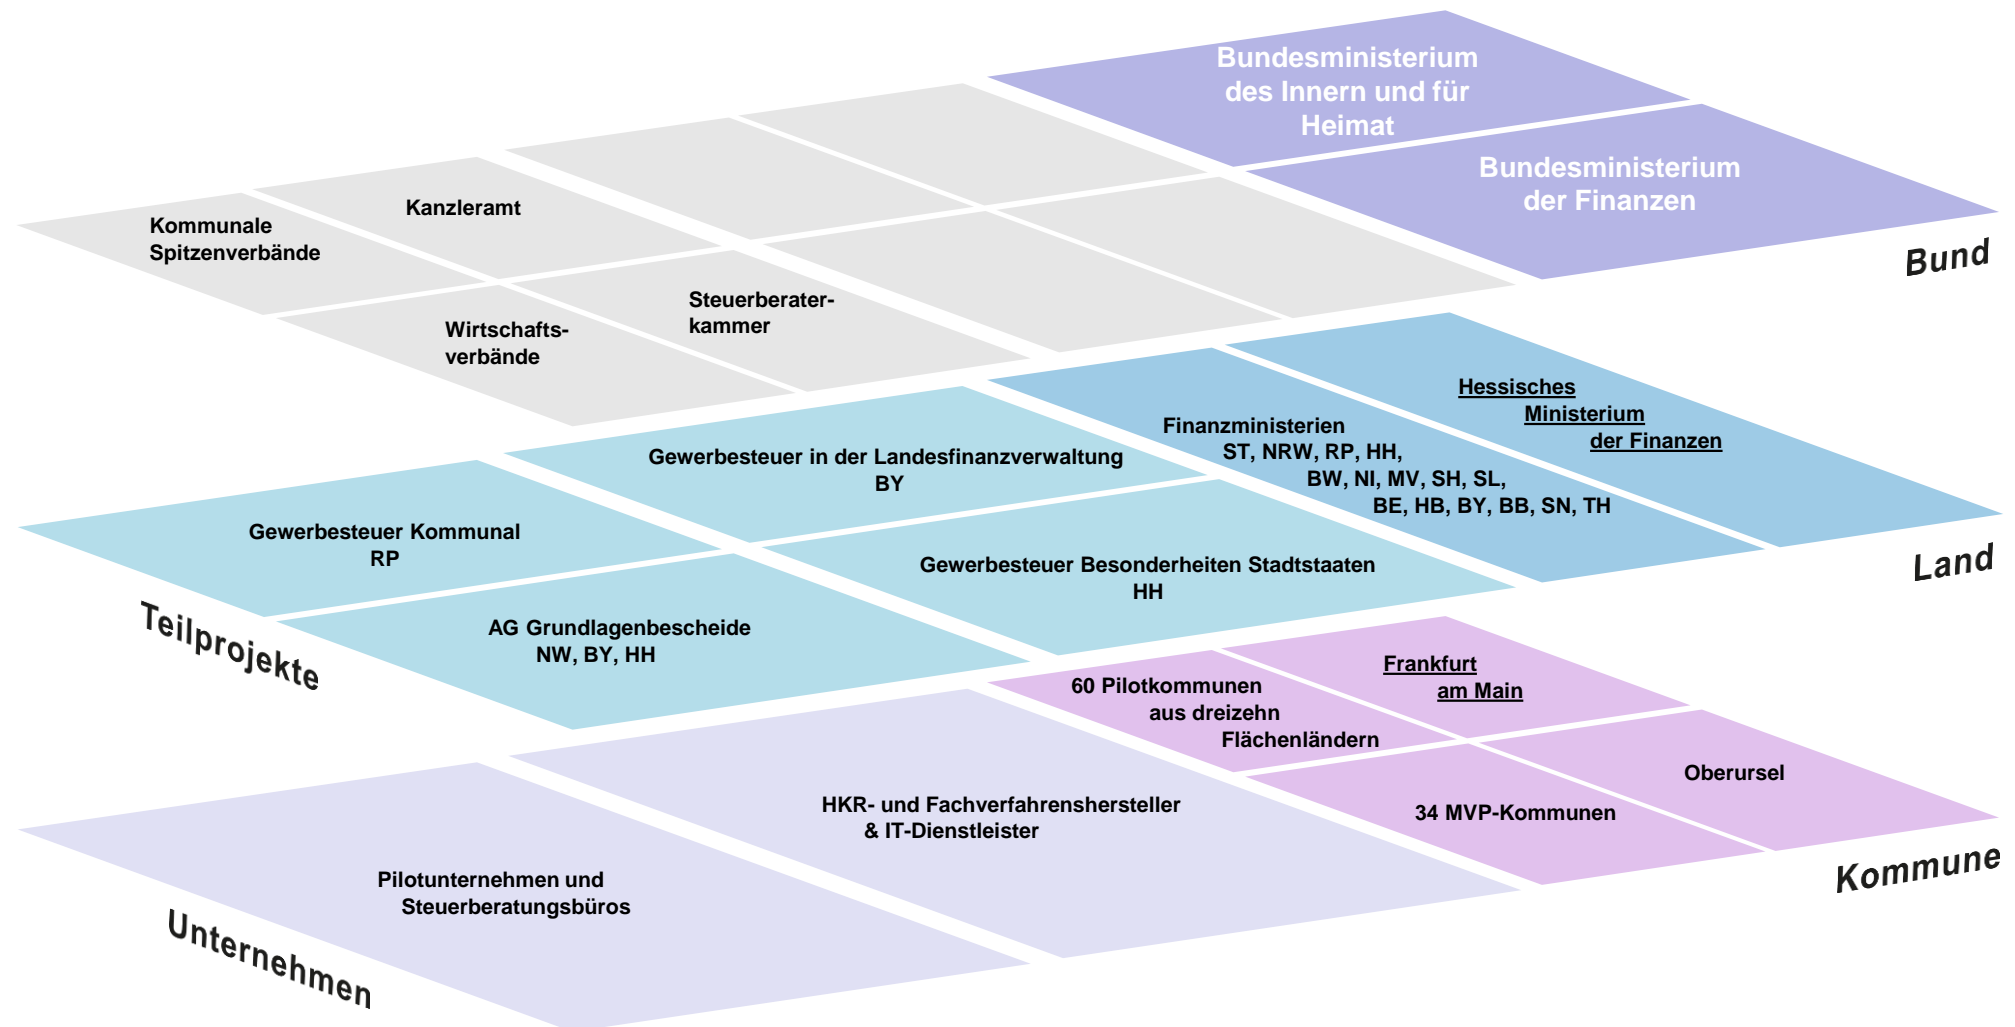 Bundesministerium
des Innern und für
Heimat
Bundesministerium
der Finanzen
Bund
Kanzleramt
Kommunale
Spitzenverbände
Steuerberater-
kammer
Wirtschafts-
verbände
Hessisches
Ministerium
der Finanzen
Finanzministerien
ST, NRW, RP, HH,
BW, NI, MV, SH, SL,
BE, HB, BY, BB, SN, TH
Land
Gewerbesteuer in der Landesfinanzverwaltung
BY
Gewerbesteuer Kommunal
RP
Gewerbesteuer Besonderheiten Stadtstaaten
HH
AG Grundlagenbescheide
NW, BY, HH
Teilprojekte
Frankfurt
am Main
60 Pilotkommunen
aus dreizehn
Flächenländern
Oberursel
34 MVP-Kommunen
Kommune
HKR- und Fachverfahrenshersteller
& IT-Dienstleister
Pilotunternehmen und
Steuerberatungsbüros
Unternehmen